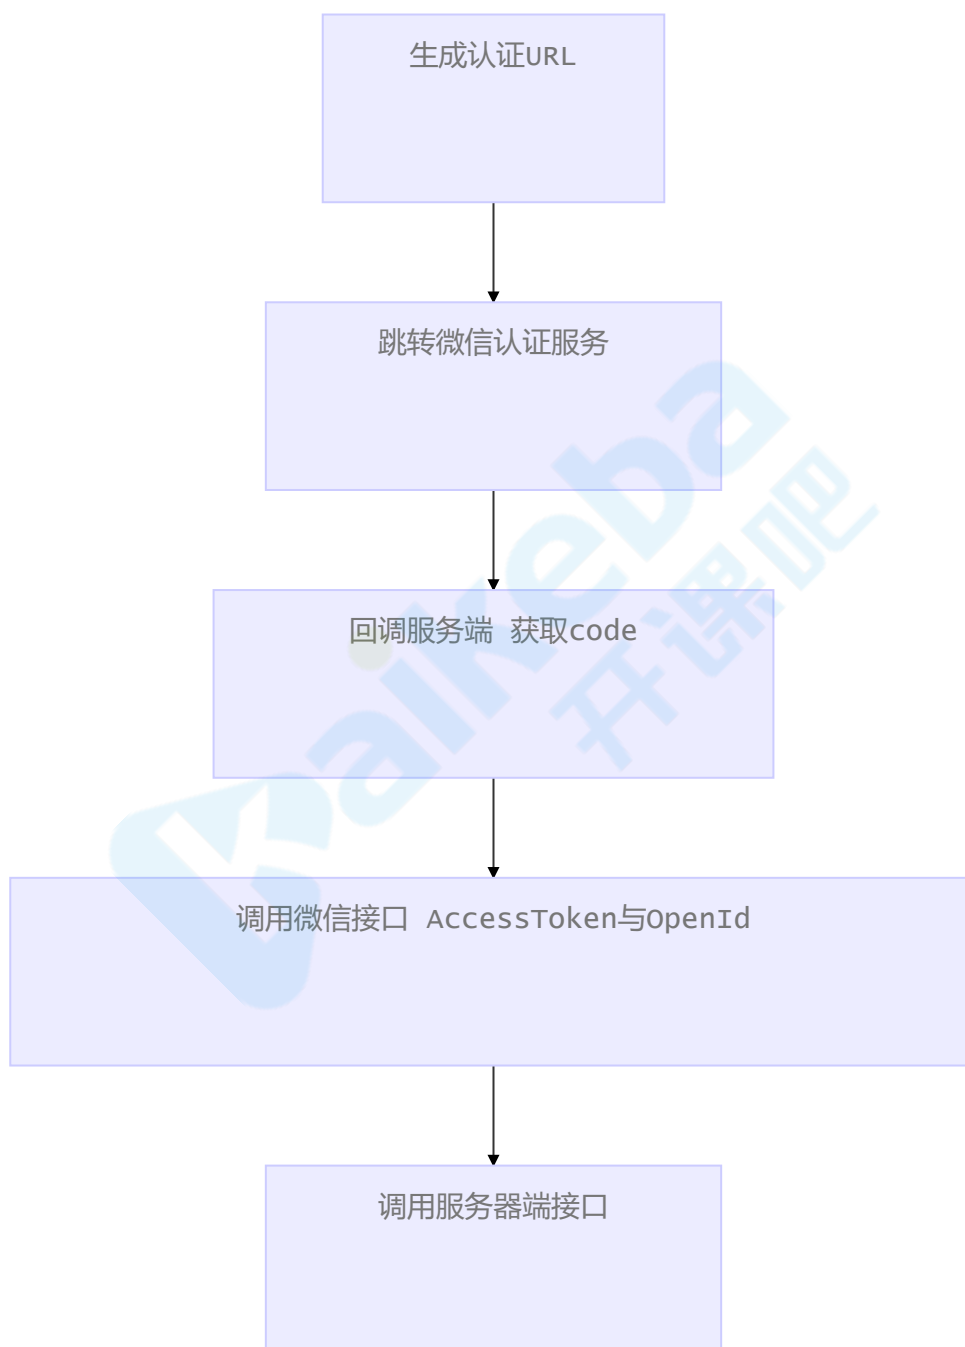 生成认证URL
跳转微信认证服务
回调服务端 获取code
调用微信接口 AccessToken与OpenId
调用服务器端接口
Kaikeba
开课吧